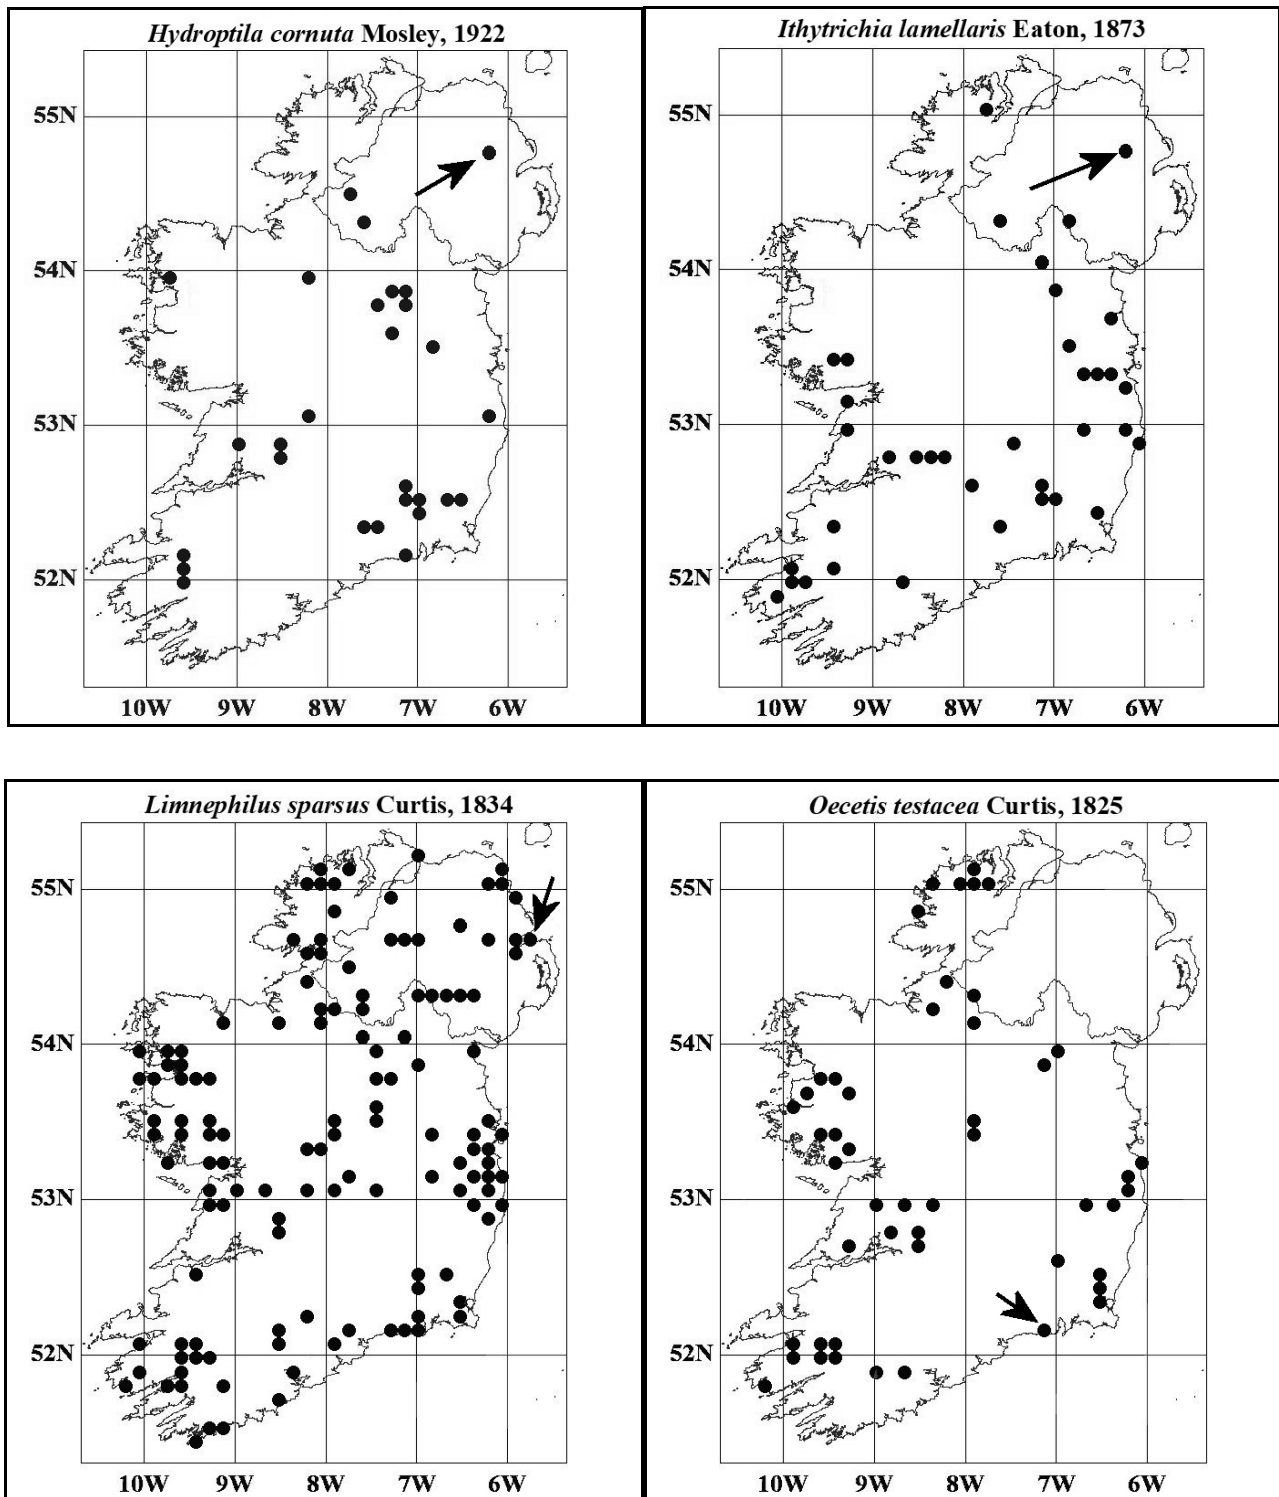 Hydroptila cornuta Mosley, 1922
55N
54N
53N
52N
10W 9W 8W 7W 6W
Ithytrichia lamellaris Eaton, 1873
55N
54N
53N
52N
10W 9W 8W 7W 6W
Limnephilus sparsus Curtis, 1834
55N
54N
53N
52N
10W 9W 8W 7W 6W
Oecetis testacea Curtis, 1825
55N
54N
53N
52N
10W 9W 8W 7W 6W